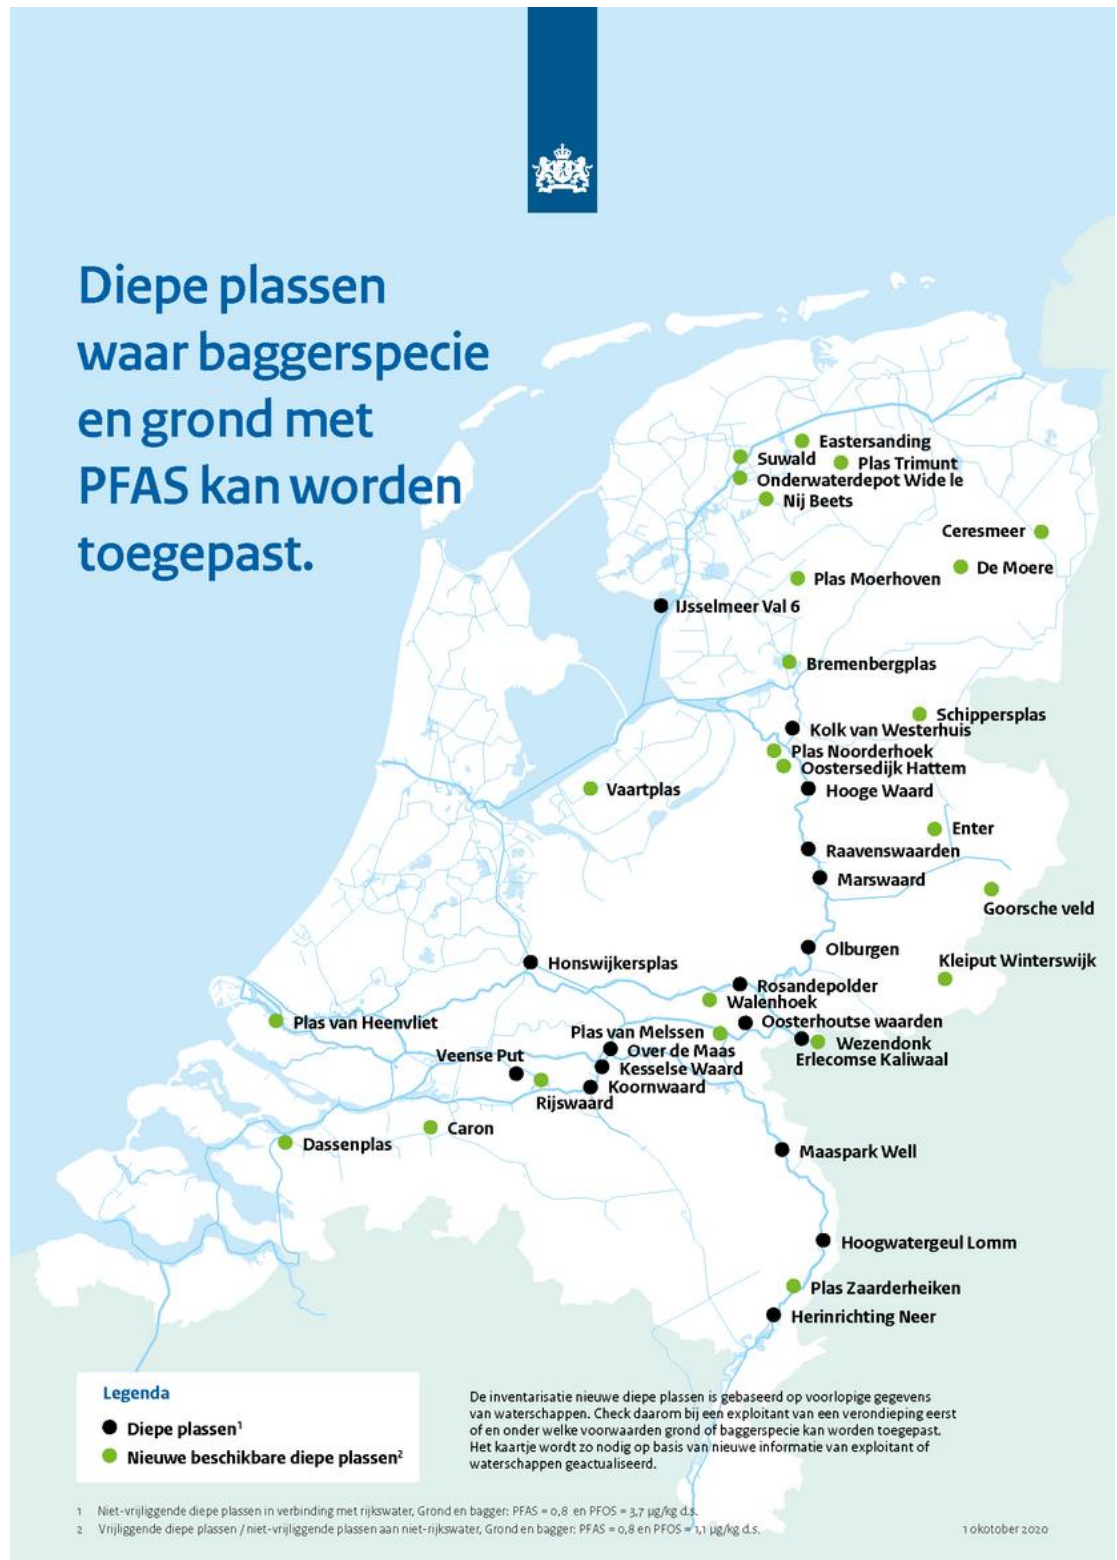 Diepe plassen
waar baggerspecie
en grond met
PFAS kan worden
toegepast.
Eastersanding
Suwald
Plas Trimunt
Onderwaterdepot Wide Ie
Nij Beets
Ceresmeer
De Moere
Plas Moerhoven
IJsselmeer Val 6
Bremenbergplas
Schippersplas
Kolk van Westerhuis
Plas Noorderhoek
Oostersedijk Hattem
Vaartplas
Hooge Waard
Enter
Raavenswaarden
Marswaard
Goorsche veld
Olburgen
Kleiput Winterswijk
Honswijkersplas
Rosandepolder
Walenhoek
Plas van Heenvliet
Oosterhoutse waarden
Plas van Melssen
Wezendonk
Over de Maas
Veense Put
Erlecomse Kaliwaal
Kesselse Waard
Koornwaard
Rijswaard
Caron
Dassenplas
Maaspark Well
Hoogwatergeul Lomm
Plas Zaarderheiken
Herinrichting Neer
Legenda
Diepe plassen¹
Nieuwe beschikbare diepe plassen²
De inventarisatie nieuwe diepe plassen is gebaseerd op voorlopige gegevens
van waterschappen. Check daarom bij een exploitant van een verondieping eerst
of en onder welke voorwaarden grond of baggerspecie kan worden toegepast.
Het kaartje wordt zo nodig op basis van nieuwe informatie van exploitant of
waterschappen geactualiseerd.
1 Niet-vrijliggende diepe plassen in verbinding met rijkswater, Grond en bagger: PFAS = 0,8 en PFOS = 3,7 µg/kg d.s.
2 Vrijliggende diepe plassen / niet-vrijliggende plassen aan niet-rijkswater, Grond en bagger: PFAS = 0,8 en PFOS = 1,1 µg/kg d.s.
1 okotober 2020